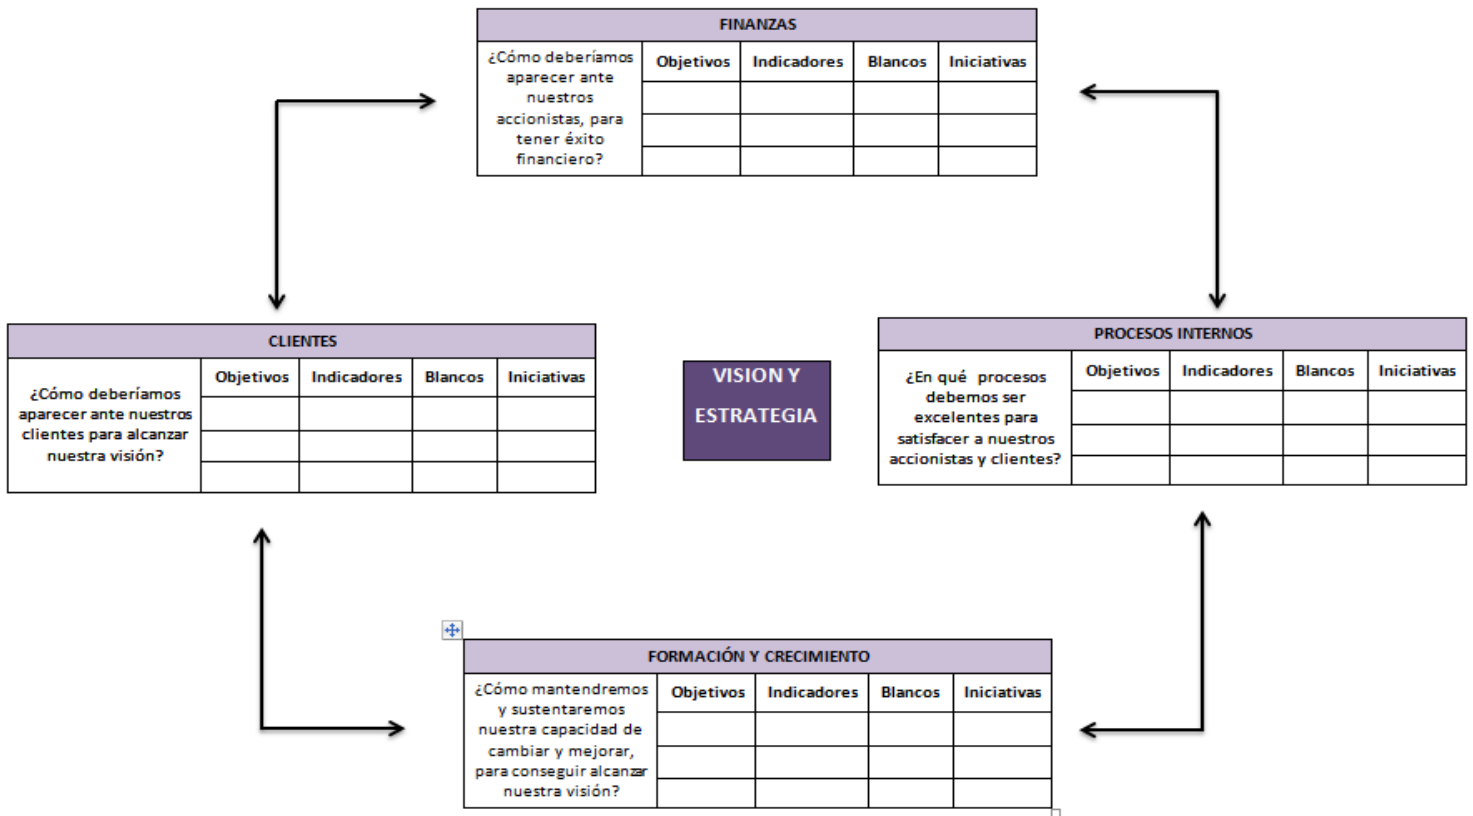 FINANZAS
¿Cómo deberíamos
aparecer ante
nuestros
accionistas, para
tener éxito
financiero?
Objetivos Indicadores Blancos Iniciativas
CLIENTES
¿Cómo deberíamos
aparecer ante nuestros
clientes para alcanzar
nuestra visión?
Objetivos Indicadores Blancos Iniciativas
VISION Y
ESTRATEGIA
PROCESOS INTERNOS
¿En qué procesos
debemos ser
excelentes para
satisfacer a nuestros
accionistas y clientes?
Objetivos Indicadores Blancos Iniciativas
FORMACIÓN Y CRECIMIENTO
¿Cómo mantendremos
y sustentaremos
nuestra capacidad de
cambiar y mejorar,
para conseguir alcanzar
nuestra visión?
Objetivos Indicadores Blancos Iniciativas